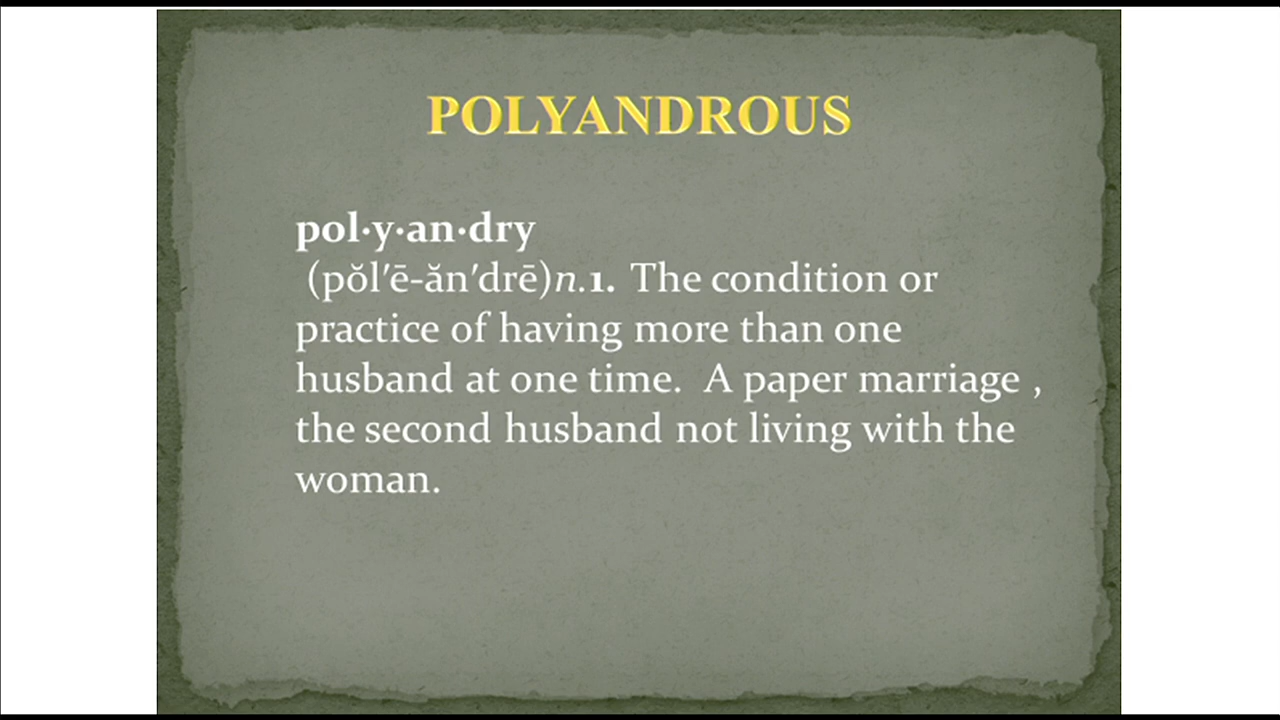 POLYANDROUS
pol·y·an·dry
(pŏl′ē-ăn′drē)n.1. The condition or
practice of having more than one
husband at one time. A paper marriage ,
the second husband not living with the
woman.